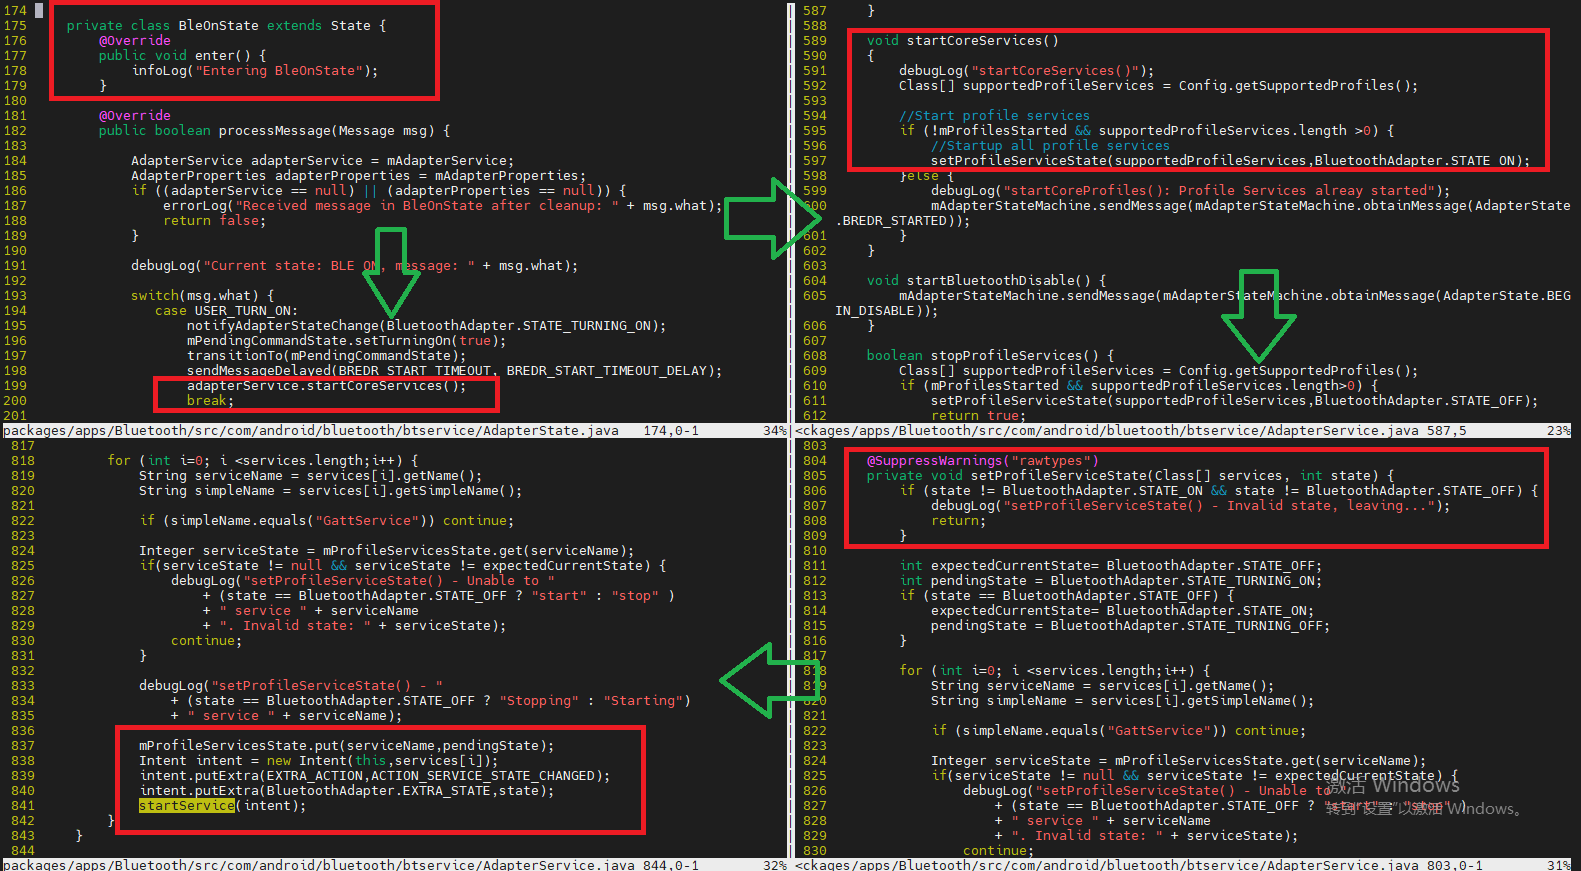 174
175 private class BleOnState extends State {
176 @Override
177 public void enter() {
178 infoLog("Entering BleOnState");
179 }
180
181 @Override
182 public boolean processMessage(Message msg) {
183
184 AdapterService adapterService = mAdapterService;
185 AdapterProperties adapterProperties = mAdapterProperties;
186 if ((adapterService == null) || (adapterProperties == null)) {
187 errorLog("Received message in BleOnState after cleanup: " + msg.what);
188 return false;
189 }
190
191 debugLog("Current state: BLE ON, message: " + msg.what);
192
193 switch(msg.what) {
194 case USER_TURN_ON:
195 notifyAdapterStateChange(BluetoothAdapter.STATE_TURNING_ON);
196 mPendingCommandState.setTurningOn(true);
197 transitionTo(mPendingCommandState);
198 sendMessageDelayed(BREDR_START_TIMEOUT, BREDR_START_TIMEOUT_DELAY);
199 adapterService.startCoreServices();
200 break;
201
packages/apps/Bluetooth/src/com/android/bluetooth/btservice/AdapterState.java 174,0-1 34%
587 }
588
589 void startCoreServices()
590 {
591 debugLog("startCoreServices()");
592 Class[] supportedProfileServices = Config.getSupportedProfiles();
593
594 //Start profile services
595 if (!mProfilesStarted && supportedProfileServices.length >0) {
596 //Startup all profile services
597 setProfileServiceState(supportedProfileServices,BluetoothAdapter.STATE_ON);
598 }else {
599 debugLog("startCoreProfiles(): Profile Services alreay started");
600 mAdapterStateMachine.sendMessage(mAdapterStateMachine.obtainMessage(AdapterState
.BREDR_STARTED));
601 }
602 }
603
604 void startBluetoothDisable() {
605 mAdapterStateMachine.sendMessage(mAdapterStateMachine.obtainMessage(AdapterState.BEG
IN_DISABLE));
606 }
607
608 boolean stopProfileServices() {
609 Class[] supportedProfileServices = Config.getSupportedProfiles();
610 if (mProfilesStarted && supportedProfileServices.length>0) {
611 setProfileServiceState(supportedProfileServices,BluetoothAdapter.STATE_OFF);
612 return true;
<ckages/apps/Bluetooth/src/com/android/bluetooth/btservice/AdapterService.java 587,5 23%
817
818 for (int i=0; i <services.length;i++) {
819 String serviceName = services[i].getName();
820 String simpleName = services[i].getSimpleName();
821
822 if (simpleName.equals("GattService")) continue;
823
824 Integer serviceState = mProfileServicesState.get(serviceName);
825 if(serviceState != null && serviceState != expectedCurrentState) {
826 debugLog("setProfileServiceState() - Unable to "
827 + (state == BluetoothAdapter.STATE_OFF ? "start" : "stop" )
828 + " service " + serviceName
829 + ". Invalid state: " + serviceState);
830 continue;
831 }
832
833 debugLog("setProfileServiceState() - "
834 + (state == BluetoothAdapter.STATE_OFF ? "Stopping" : "Starting")
835 + " service " + serviceName);
836
837 mProfileServicesState.put(serviceName,pendingState);
838 Intent intent = new Intent(this,services[i]);
839 intent.putExtra(EXTRA_ACTION,ACTION_SERVICE_STATE_CHANGED);
840 intent.putExtra(BluetoothAdapter.EXTRA_STATE,state);
841 startService(intent);
842 }
843 }
844
packages/apps/Bluetooth/src/com/android/bluetooth/btservice/AdapterService.java 844,0-1 32%
803
804 @SuppressWarnings("rawtypes")
805 private void setProfileServiceState(Class[] services, int state) {
806 if (state != BluetoothAdapter.STATE_ON && state != BluetoothAdapter.STATE_OFF) {
807 debugLog("setProfileServiceState() - Invalid state, leaving...");
808 return;
809 }
810
811 int expectedCurrentState= BluetoothAdapter.STATE_OFF;
812 int pendingState = BluetoothAdapter.STATE_TURNING_ON;
813 if (state == BluetoothAdapter.STATE_OFF) {
814 expectedCurrentState= BluetoothAdapter.STATE_ON;
815 pendingState = BluetoothAdapter.STATE_TURNING_OFF;
816 }
817
818 for (int i=0; i <services.length;i++) {
819 String serviceName = services[i].getName();
820 String simpleName = services[i].getSimpleName();
821
822 if (simpleName.equals("GattService")) continue;
823
824 Integer serviceState = mProfileServicesState.get(serviceName);
825 if(serviceState != null && serviceState != expectedCurrentState) {
826 debugLog("setProfileServiceState() - Unable to "
827 + (state == BluetoothAdapter.STATE_OFF ? "start" : "stop" )
828 + " service " + serviceName
829 + ". Invalid state: " + serviceState);
830 continue;
<ckages/apps/Bluetooth/src/com/android/bluetooth/btservice/AdapterService.java 803,0-1 31%
激活 Windows
转到"设置"以激活 Windows。